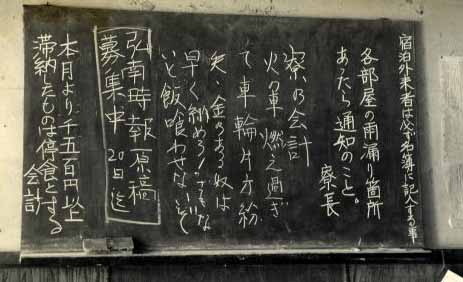 宿泊外来者は必ず名簿に記入する事
各部屋の雨漏り箇所
あったら通知のこと。
寮長
寮の会計
火の車燃え過ぎ
て車輪片方紛
失・金のある奴は
早く納めろ!でもな
いと飯喰わせないぞ
弘南時報原稿
募集中 20日迄
本月より千五百円以上
滞納したものは停食とする
会計